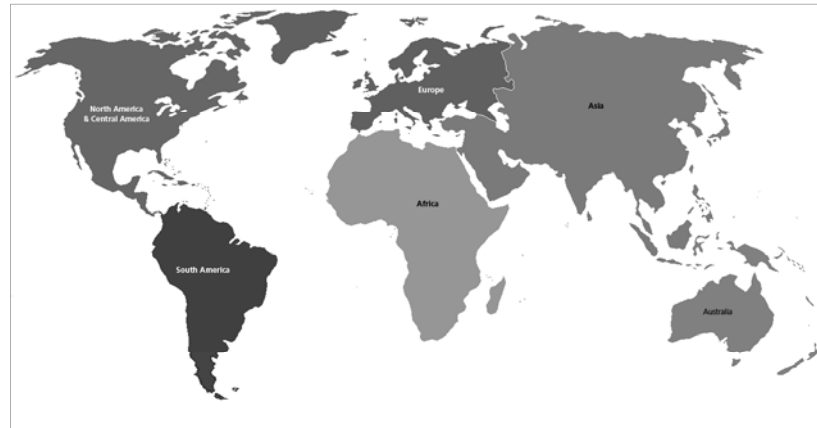 North America
& Central America
Europe
Asia
Africa
South America
Australia